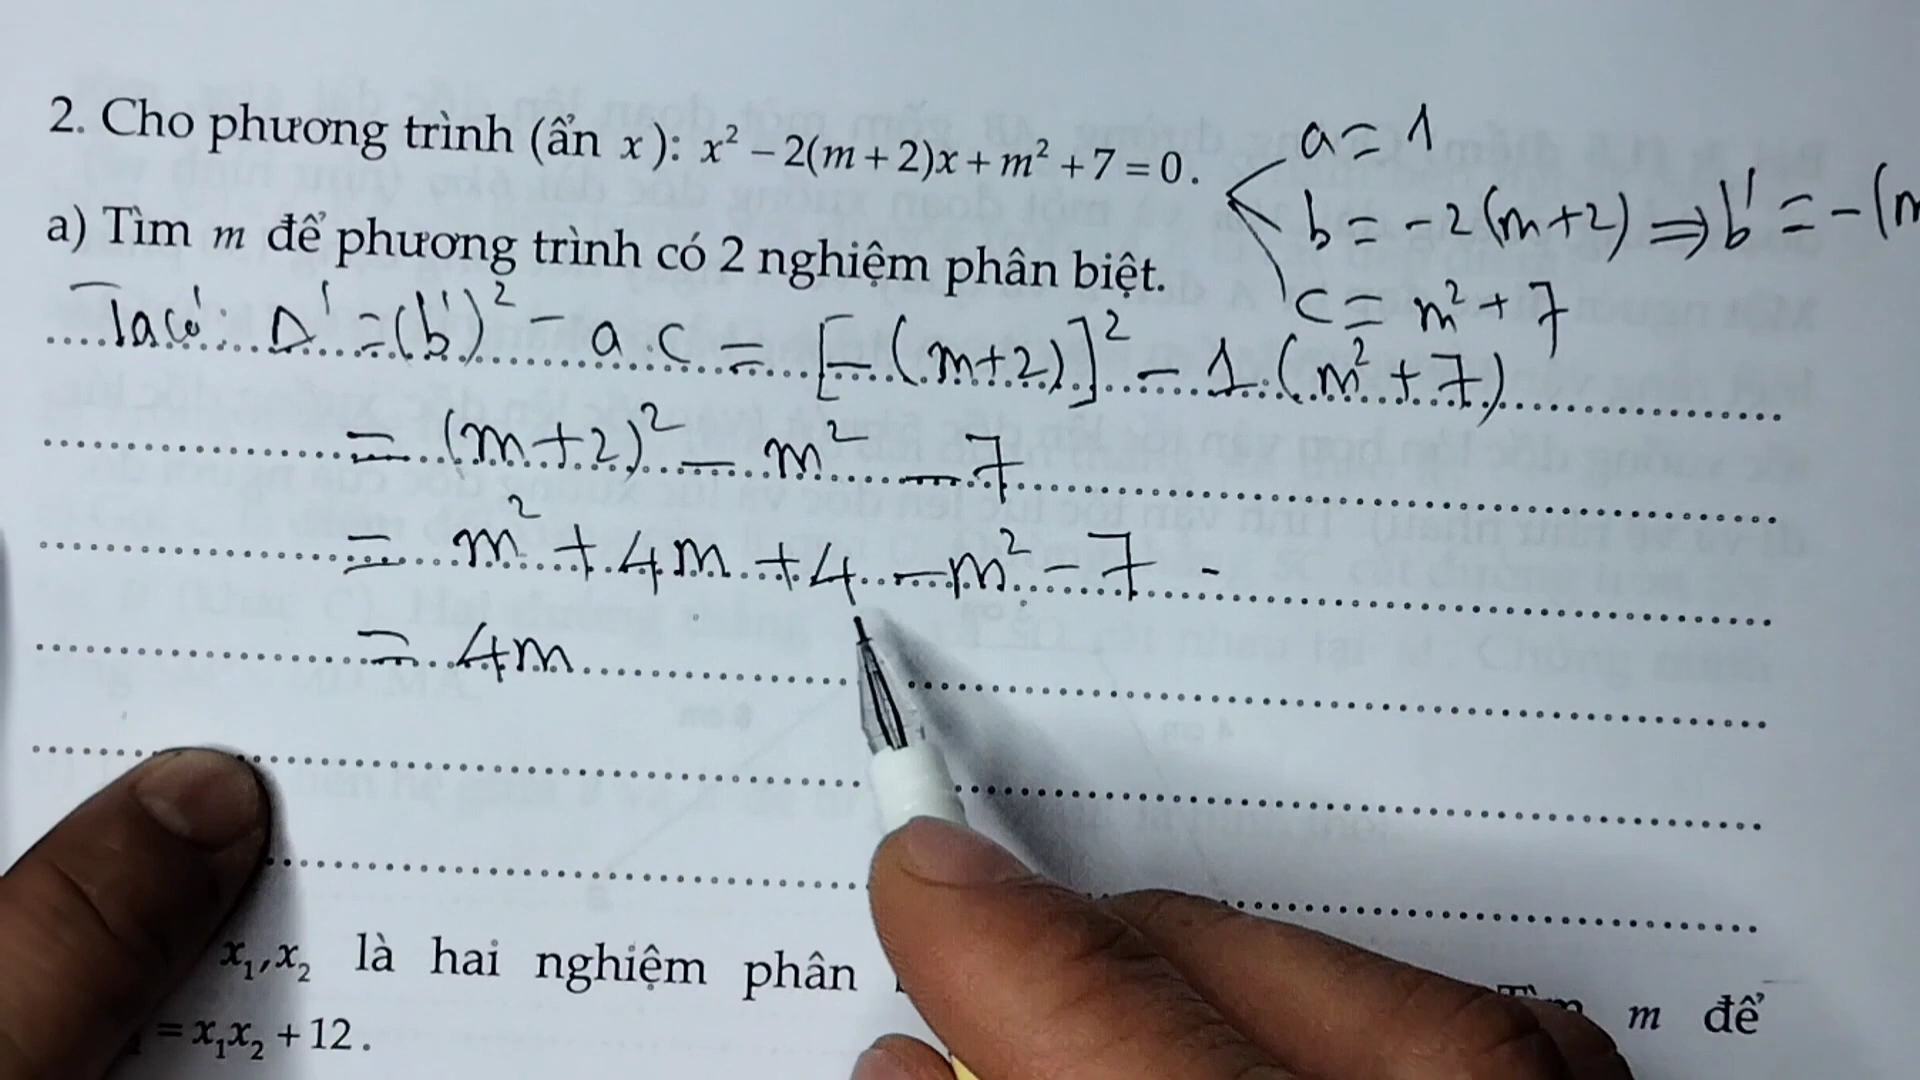 2. Cho phương trình (ẩn x): x² − 2(m + 2)x + m² + 7 = 0.
a = 1
b = -2(m+2) ⇒ b' = -(m
c = m² + 7
a) Tìm m để phương trình có 2 nghiệm phân biệt.
Ta có: Δ' = (b')² - a.c = [-(m+2)]² - 1.(m² + 7)
= (m+2)² - m² - 7
= m² + 4m + 4 - m² - 7 -
= 4m
x₁, x₂ là hai nghiệm phân m để
= x₁x₂ + 12.